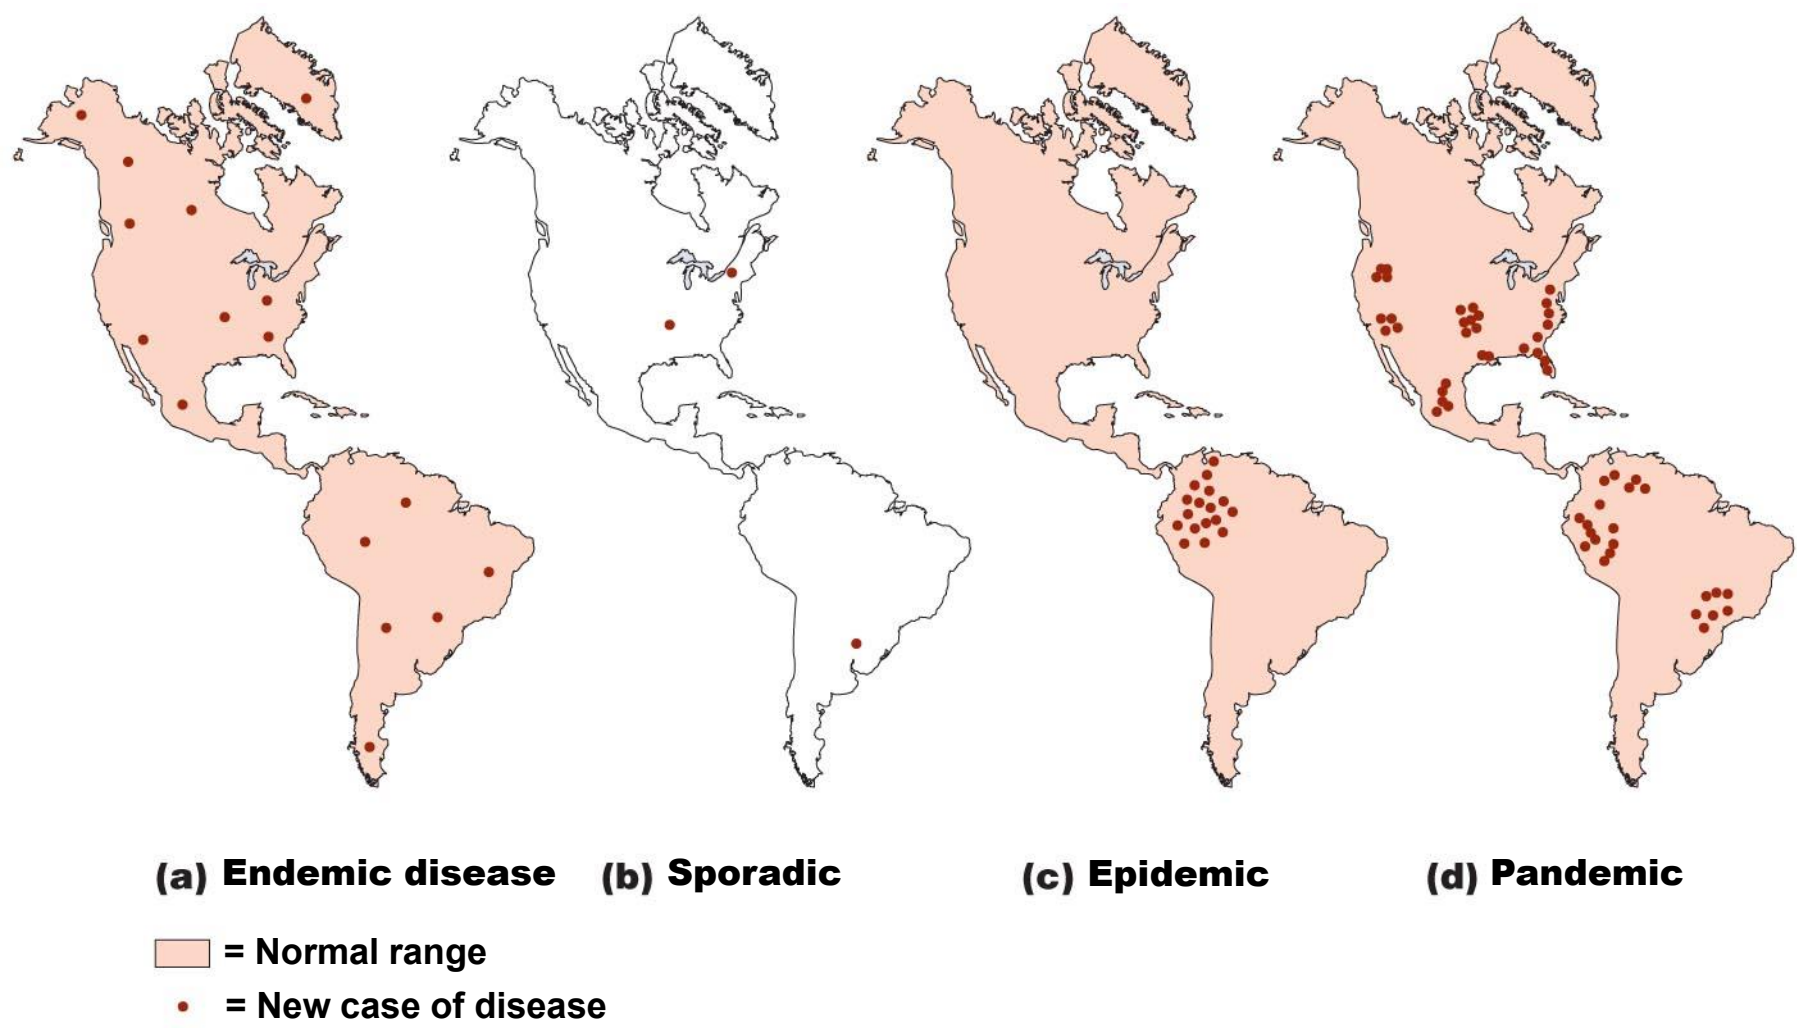 (a) Endemic disease
(b) Sporadic
(c) Epidemic
(d) Pandemic
= Normal range
= New case of disease